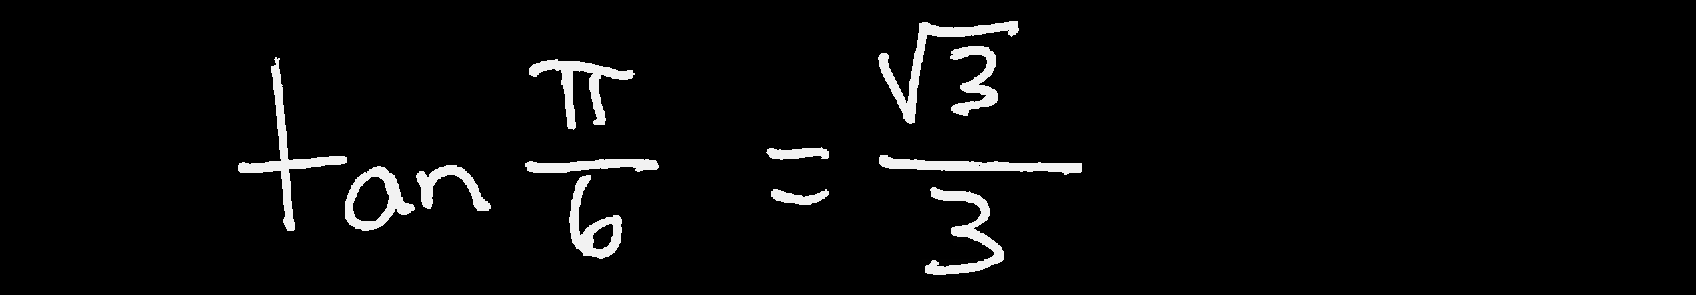 tan π/6 = √3/3